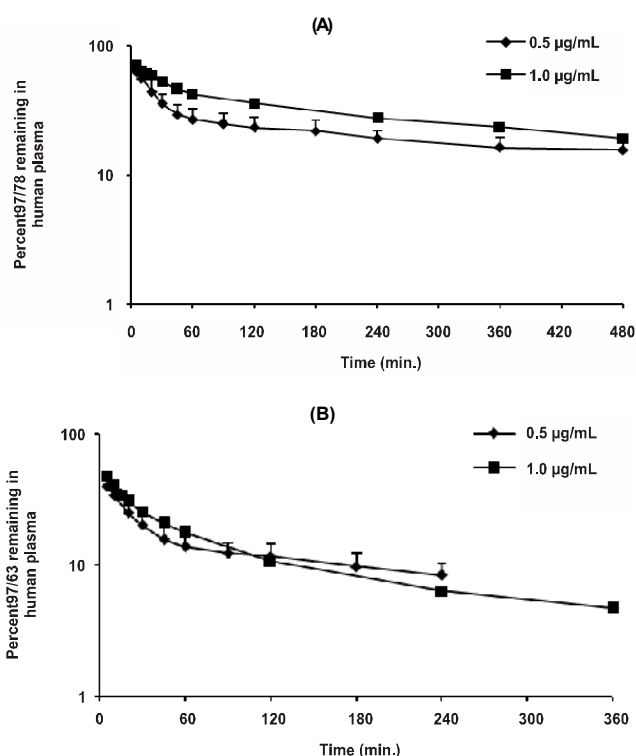 (A)
0.5 µg/mL
1.0 µg/mL
100
10
1
Percent97/78 remaining in
human plasma
0 60 120 180 240 300 360 420 480
Time (min.)
(B)
0.5 µg/mL
1.0 µg/mL
100
10
1
Percent97/63 remaining in
human plasma
0 60 120 180 240 300 360
Time (min.)